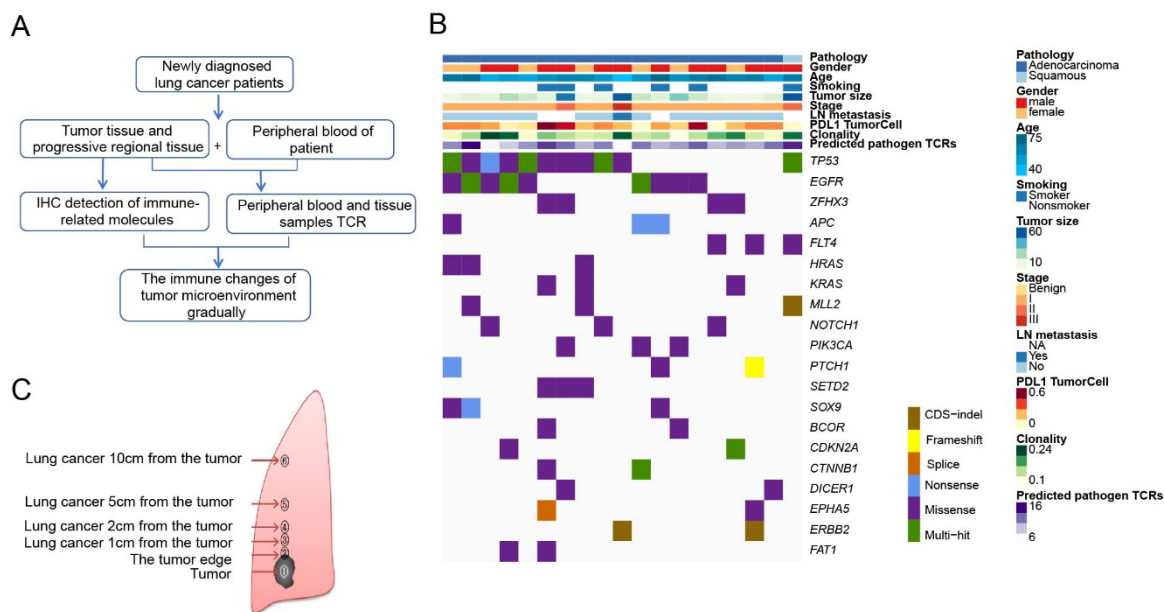 A
Newly diagnosed
lung cancer patients
Tumor tissue and
progressive regional tissue
+
Peripheral blood of
patient
IHC detection of immune-
related molecules
Peripheral blood and tissue
samples TCR
The immune changes of
tumor microenvironment
gradually
B
Pathology
Gender
Age
Smoking
Tumor size
Stage
LN metastasis
PDL1 TumorCell
Clonality
Predicted pathogen TCRs
TP53
EGFR
ZFHX3
APC
FLT4
HRAS
KRAS
MLL2
NOTCH1
PIK3CA
PTCH1
SETD2
SOX9
BCOR
CDKN2A
CTNNB1
DICER1
EPHA5
ERBB2
FAT1
CDS-indel
Frameshift
Splice
Nonsense
Missense
Multi-hit
Pathology
Adenocarcinoma
Squamous
Gender
male
female
Age
75
40
Smoking
Smoker
Nonsmoker
Tumor size
60
10
Stage
Benign
I
II
III
LN metastasis
NA
Yes
No
PDL1 TumorCell
0.6
0
Clonality
0.24
0.1
Predicted pathogen TCRs
16
6
C
Lung cancer 10cm from the tumor
Lung cancer 5cm from the tumor
Lung cancer 2cm from the tumor
Lung cancer 1cm from the tumor
The tumor edge
Tumor
⑥
⑤
④
③
①